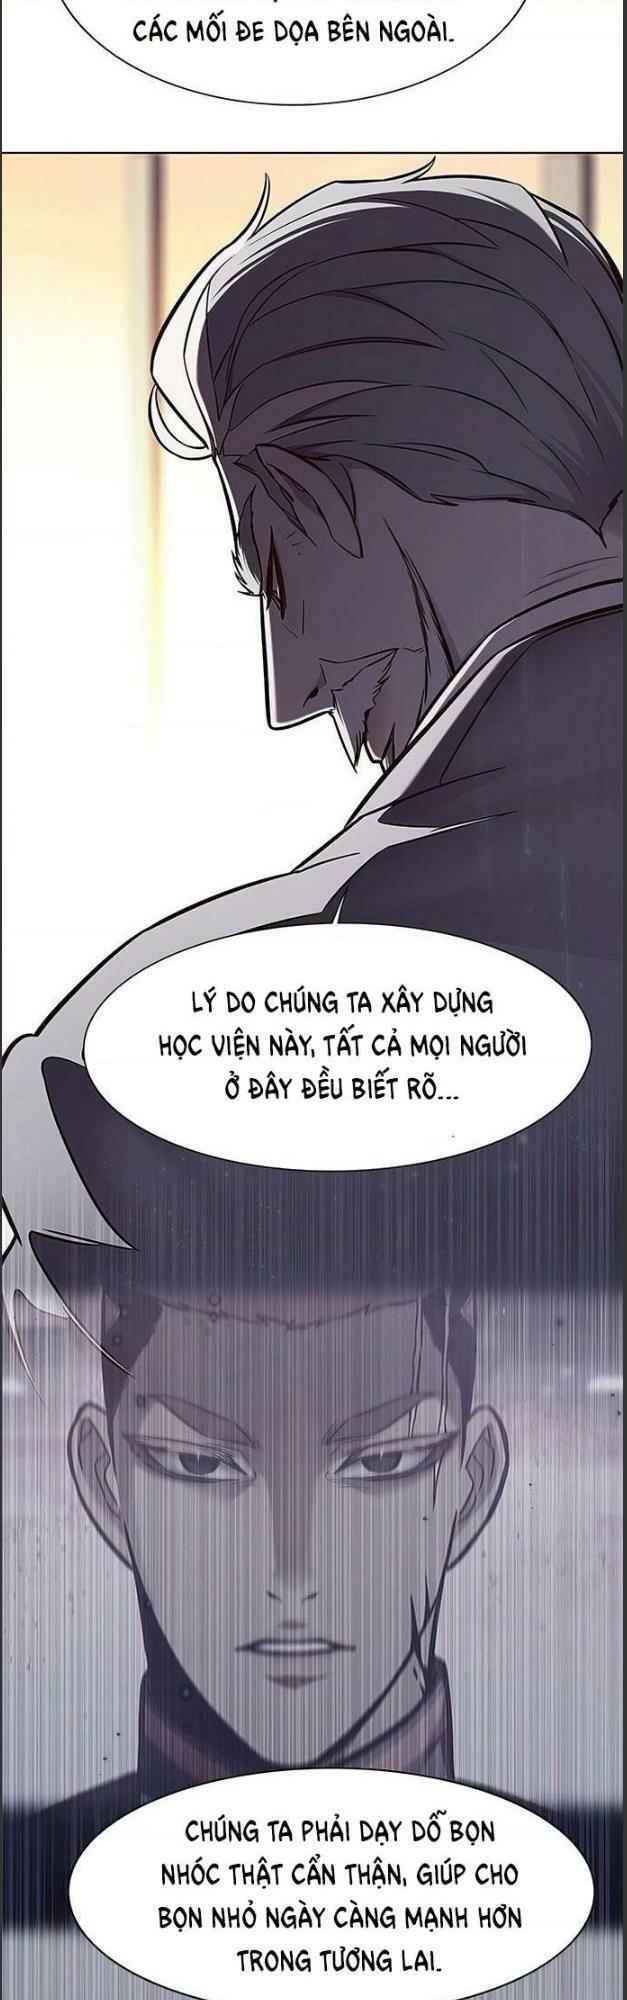 CÁC MỐI ĐE DỌA BÊN NGOÀI.
LÝ DO CHÚNG TA XÂY DỰNG
HỌC VIỆN NÀY, TẤT CẢ MỌI NGƯỜI
Ở ĐÂY ĐỀU BIẾT RÕ...
CHÚNG TA PHẢI DẠY DỖ BỌN
NHÓC THẬT CẨN THẬN, GIÚP CHO
BỌN NHỎ NGÀY CÀNG MẠNH HƠN
TRONG TƯƠNG LAI.